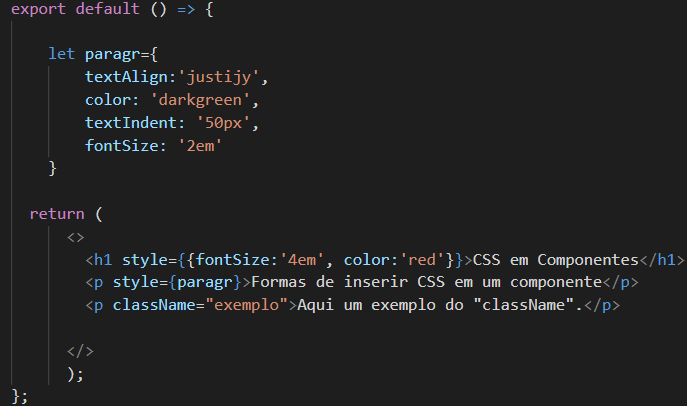 export default () => {
let paragr={
textAlign:'justijy',
color: 'darkgreen',
textIndent: '50px',
fontSize: '2em'
}
return (
<>
<h1 style={{fontSize:'4em', color:'red'}}>CSS em Componentes</h1>
<p style={paragr}>Formas de inserir CSS em um componente</p>
<p className="exemplo">Aqui um exemplo do "className".</p>
</>
);
};